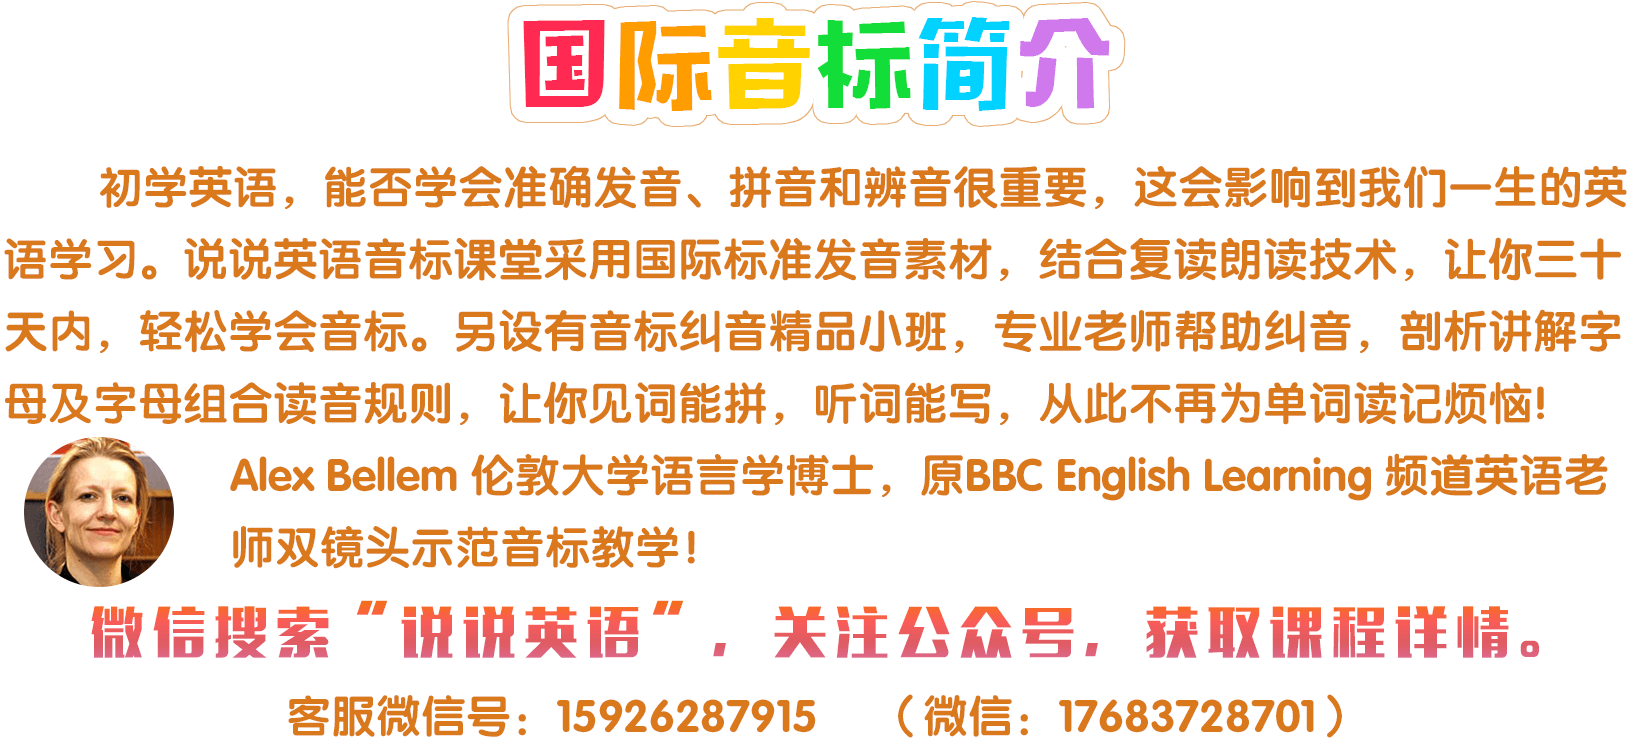 国际音标简介
初学英语，能否学会准确发音、拼音和辨音很重要，这会影响到我们一生的英
语学习。说说英语音标课堂采用国际标准发音素材，结合复读朗读技术，让你三十
天内，轻松学会音标。另设有音标纠音精品小班，专业老师帮助纠音，剖析讲解字
母及字母组合读音规则，让你见词能拼，听词能写，从此不再为单词读记烦恼!
Alex Bellem 伦敦大学语言学博士，原BBC English Learning 频道英语老
师双镜头示范音标教学！
微信搜索“说说英语”，关注公众号，获取课程详情。
客服微信号：15926287915 （微信：17683728701）